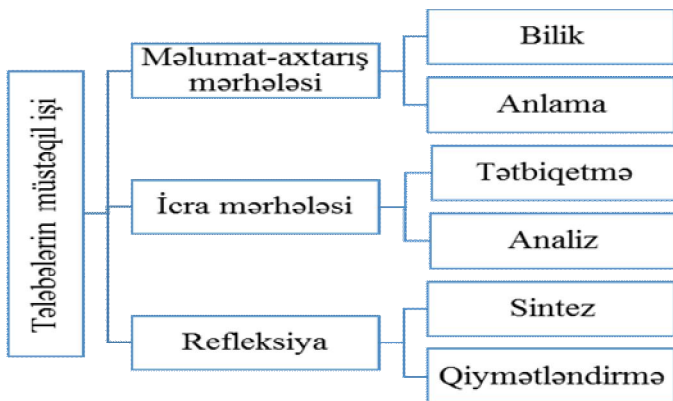 Tələbələrin müstəqil işi
Məlumat-axtarış
mərhələsi
Bilik
Anlama
İcra mərhələsi
Tətbiqetmə
Analiz
Refleksiya
Sintez
Qiymətləndirmə